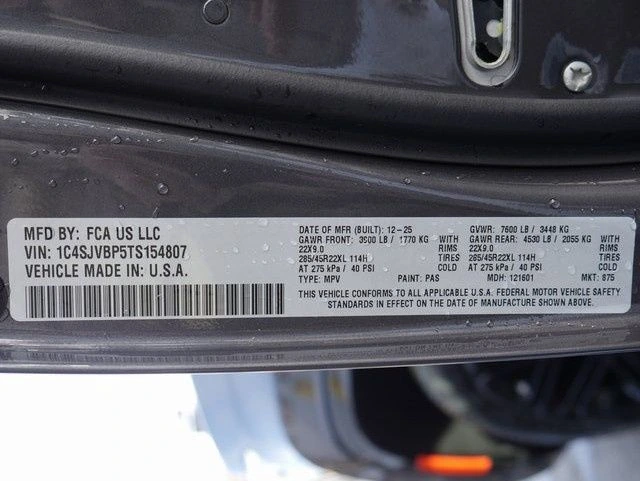 MFD BY: FCA US LLC
VIN: 1C4SJVBP5TS154807
VEHICLE MADE IN: U.S.A.
DATE OF MFR (BUILT): 12-25 GVWR: 7600 LB / 3448 KG
GAWR FRONT: 3900 LB / 1770 KG WITH GAWR REAR: 4530 LB / 2055 KG WITH
22X9.0 RIMS 22X9.0 RIMS
285/45R22XL 114H TIRES 285/45R22XL 114H TIRES
AT 275 kPa / 40 PSI COLD AT 275 kPa / 40 PSI COLD
TYPE: MPV PAINT: PAS MDH: 121601 MKT: 875
THIS VEHICLE CONFORMS TO ALL APPLICABLE U.S.A. FEDERAL MOTOR VEHICLE SAFETY
STANDARDS IN EFFECT ON THE DATE OF MANUFACTURE SHOWN ABOVE.